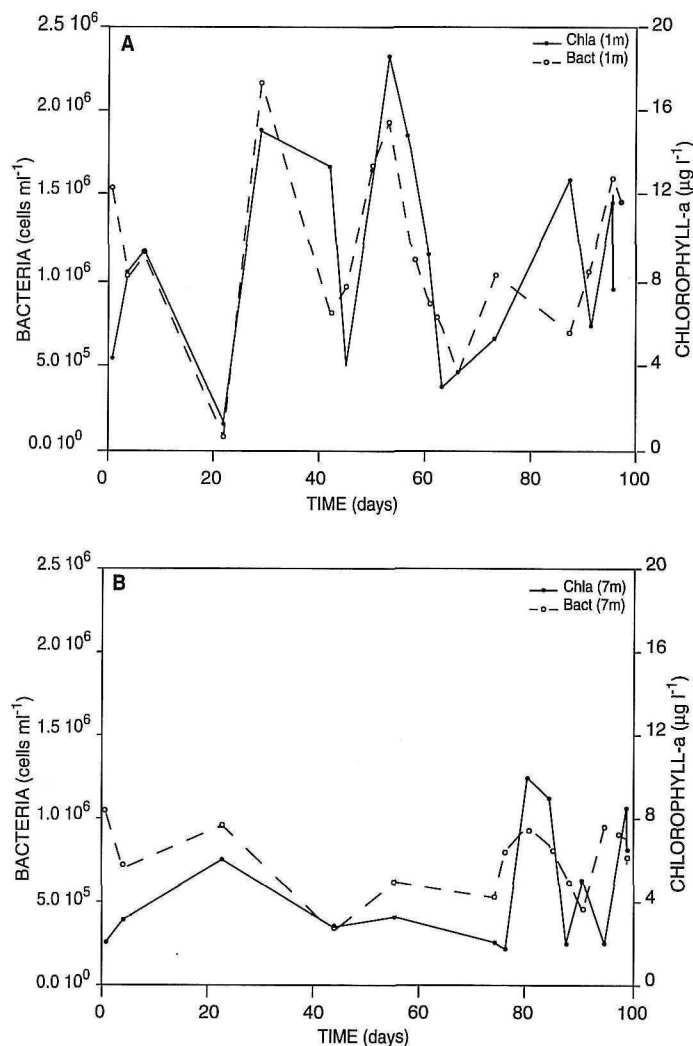 A
Chla (1m)
Bact (1m)
BACTERIA (cells ml⁻¹)
2.5 10⁶
2.0 10⁶
1.5 10⁶
1.0 10⁶
5.0 10⁵
0.0 10⁰
CHLOROPHYLL-a (µg l⁻¹)
20
16
12
8
4
0
0 20 40 60 80 100
TIME (days)
B
Chla (7m)
Bact (7m)
BACTERIA (cells ml⁻¹)
2.5 10⁶
2.0 10⁶
1.5 10⁶
1.0 10⁶
5.0 10⁵
0.0 10⁰
CHLOROPHYLL-a (µg l⁻¹)
20
16
12
8
4
0
0 20 40 60 80 100
TIME (days)